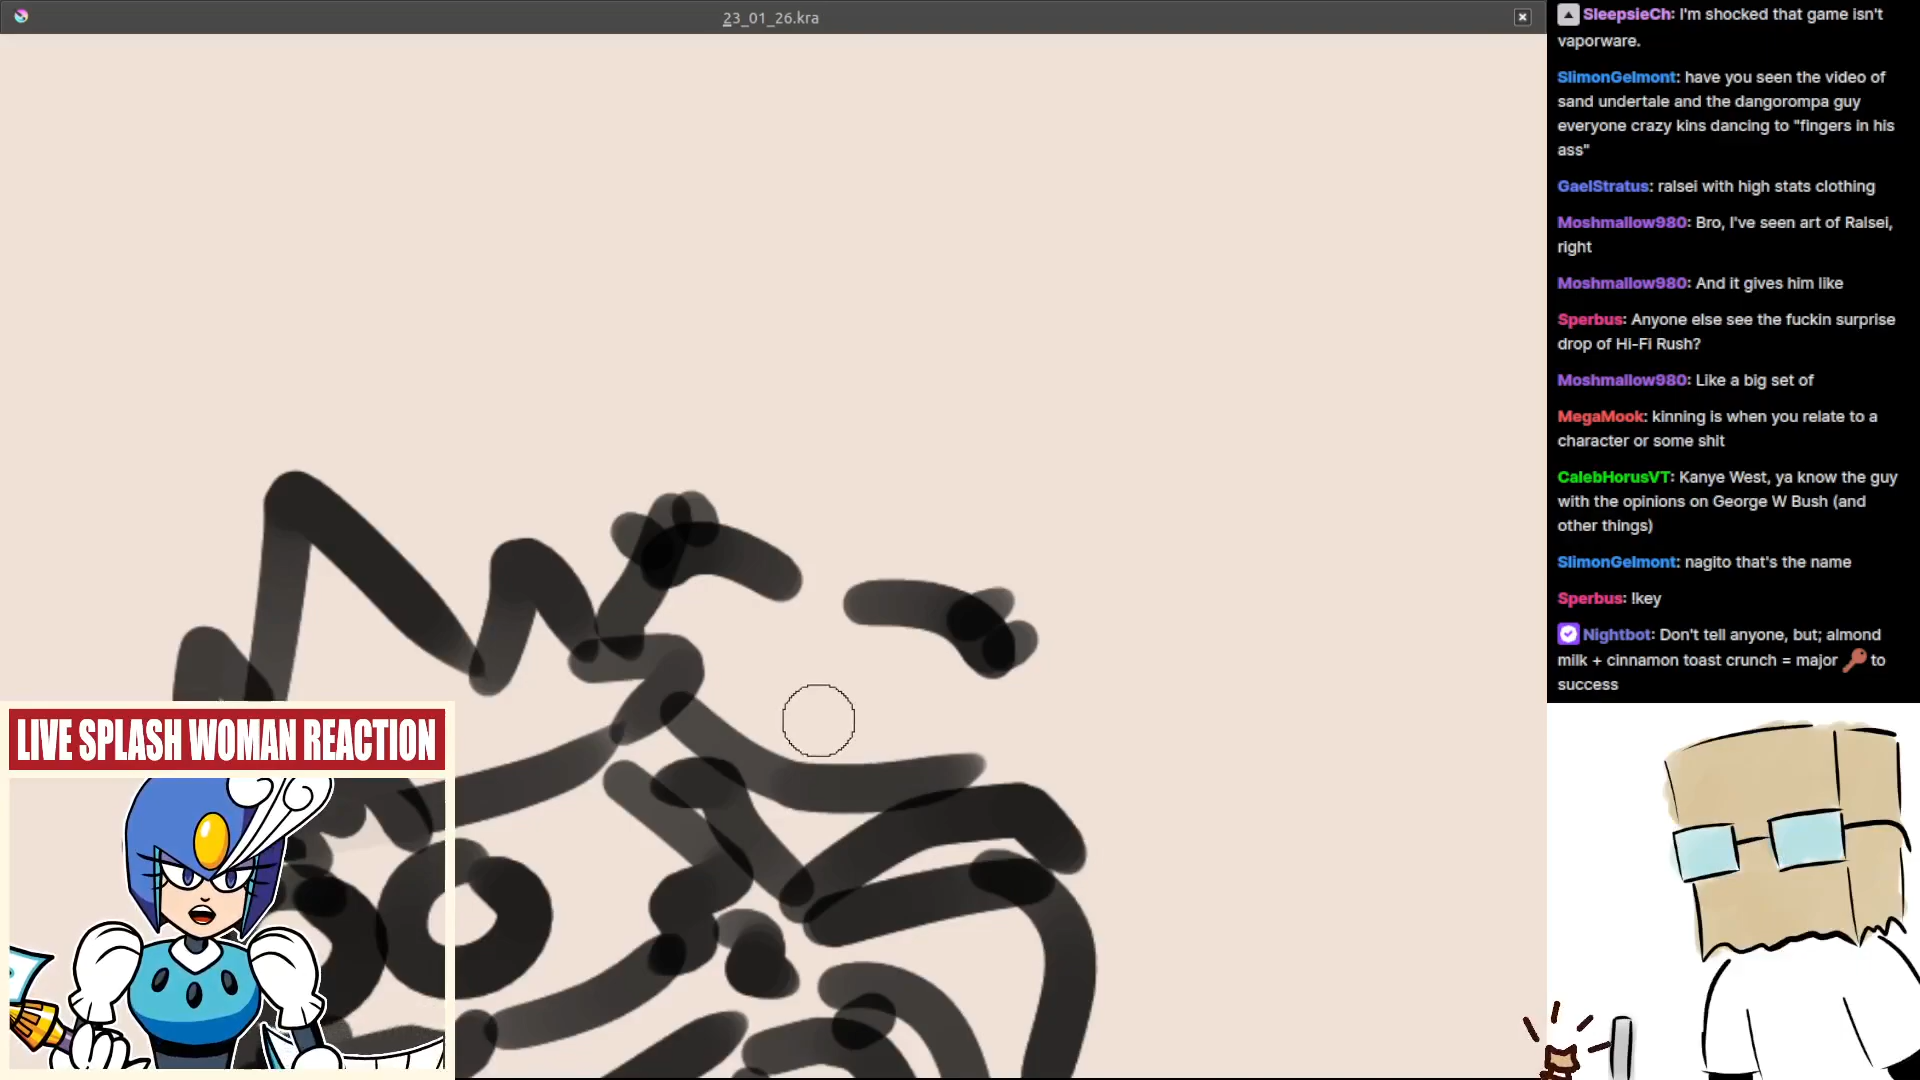 23_01_26.kra
SleepsieCh: I'm shocked that game isn't
vaporware.
SlimonGelmont: have you seen the video of
sand undertale and the dangorompa guy
everyone crazy kins dancing to "fingers in his
ass"
GaelStratus: ralsei with high stats clothing
Moshmallow980: Bro, I've seen art of Ralsei,
right
Moshmallow980: And it gives him like
Sperbus: Anyone else see the fuckin surprise
drop of Hi-Fi Rush?
Moshmallow980: Like a big set of
MegaMook: kinning is when you relate to a
character or some shit
CalebHorusVT: Kanye West, ya know the guy
with the opinions on George W Bush (and
other things)
SlimonGelmont: nagito that's the name
Sperbus: !key
Nightbot: Don't tell anyone, but; almond
milk + cinnamon toast crunch = major to
success
LIVE SPLASH WOMAN REACTION